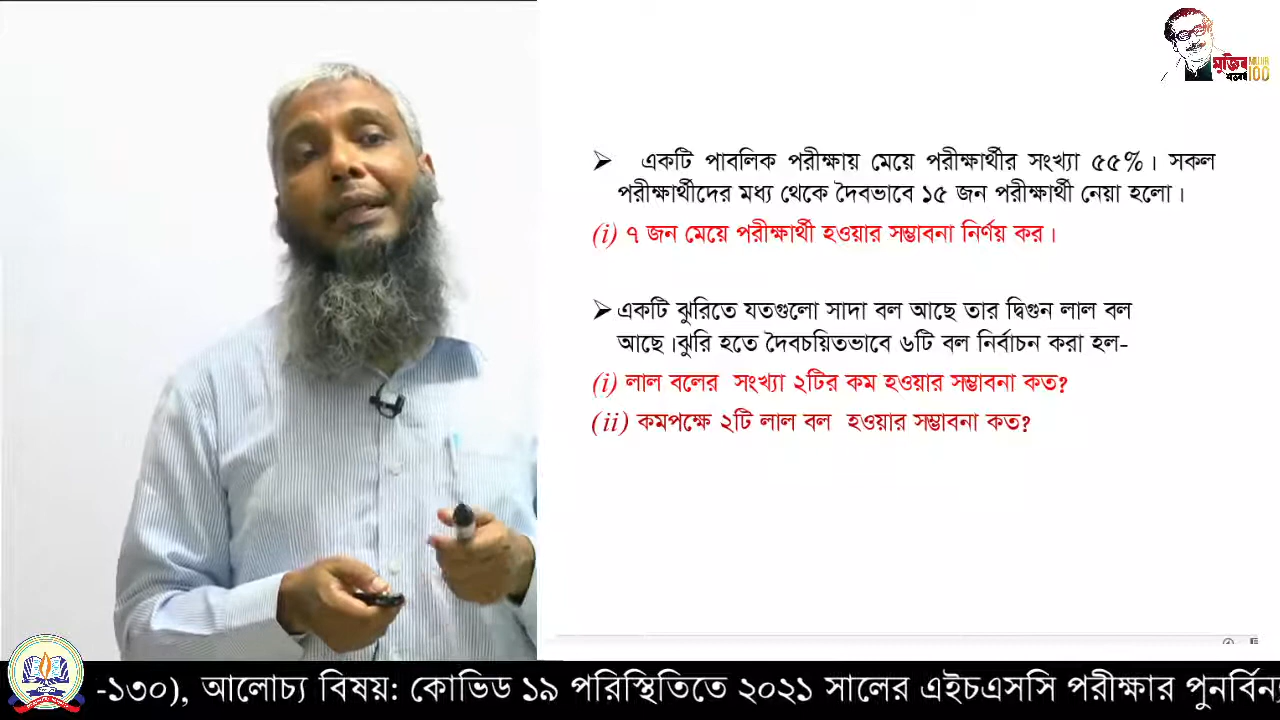 মুজিব MUJIB
শতবর্ষ 100
➢ একটি পাবলিক পরীক্ষায় মেয়ে পরীক্ষার্থীর সংখ্যা ৫৫%। সকল
পরীক্ষার্থীদের মধ্য থেকে দৈবভাবে ১৫ জন পরীক্ষার্থী নেয়া হলো।
(i) ৭ জন মেয়ে পরীক্ষার্থী হওয়ার সম্ভাবনা নির্ণয় কর।
➢ একটি ঝুরিতে যতগুলো সাদা বল আছে তার দ্বিগুন লাল বল
আছে।ঝুরি হতে দৈবচয়িতভাবে ৬টি বল নির্বাচন করা হল-
(i) লাল বলের সংখ্যা ২টির কম হওয়ার সম্ভাবনা কত?
(ii) কমপক্ষে ২টি লাল বল হওয়ার সম্ভাবনা কত?
-১৩০), আলোচ্য বিষয়: কোভিড ১৯ পরিস্থিতিতে ২০২১ সালের এইচএসসি পরীক্ষার পুনর্বিন্য